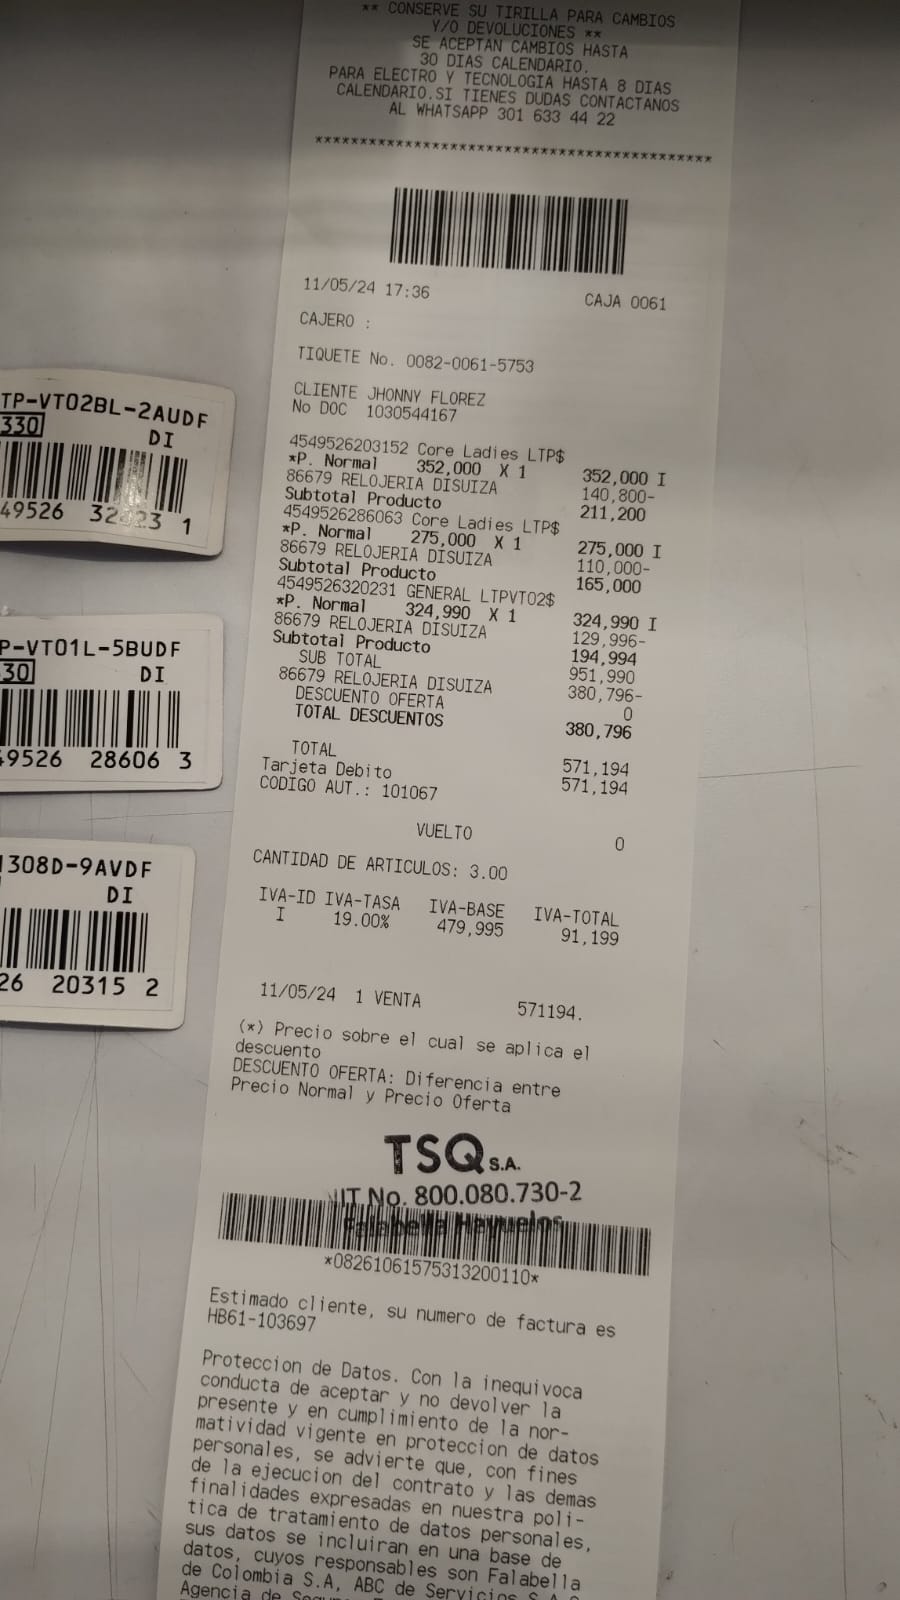 ** CONSERVE SU TIRILLA PARA CAMBIOS
Y/O DEVOLUCIONES **
SE ACEPTAN CAMBIOS HASTA
30 DIAS CALENDARIO.
PARA ELECTRO Y TECNOLOGIA HASTA 8 DIAS
CALENDARIO.SI TIENES DUDAS CONTACTANOS
AL WHATSAPP 301 633 44 22
********************************************
11/05/24 17:36 CAJA 0061
CAJERO :
TIQUETE No. 0082-0061-5753
CLIENTE JHONNY FLOREZ
No DOC 1030544167
4549526203152 Core Ladies LTP$
*P. Normal 352,000 X 1 352,000 I
86679 RELOJERIA DISUIZA 140,800-
Subtotal Producto 211,200
4549526286063 Core Ladies LTP$
*P. Normal 275,000 X 1 275,000 I
86679 RELOJERIA DISUIZA 110,000-
Subtotal Producto 165,000
4549526320231 GENERAL LTPVT02$
*P. Normal 324,990 X 1 324,990 I
86679 RELOJERIA DISUIZA 129,996-
Subtotal Producto 194,994
SUB TOTAL 951,990
86679 RELOJERIA DISUIZA 380,796-
DESCUENTO OFERTA 0
TOTAL DESCUENTOS 380,796
TOTAL 571,194
Tarjeta Debito 571,194
CODIGO AUT.: 101067
VUELTO 0
CANTIDAD DE ARTICULOS: 3.00
IVA-ID IVA-TASA IVA-BASE IVA-TOTAL
I 19.00% 479,995 91,199
11/05/24 1 VENTA 571194.
(*) Precio sobre el cual se aplica el
descuento
DESCUENTO OFERTA: Diferencia entre
Precio Normal y Precio Oferta
TSQ S.A.
NIT No. 800.080.730-2
Falabella Hayuelos
*08261061575313200110*
Estimado cliente, su numero de factura es
HB61-103697
Proteccion de Datos. Con la inequivoca
conducta de aceptar y no devolver la
presente y en cumplimiento de la nor-
matividad vigente en proteccion de datos
personales, se advierte que, con fines
de la ejecucion del contrato y las demas
finalidades expresadas en nuestra poli-
tica de tratamiento de datos personales,
sus datos se incluiran en una base de
datos, cuyos responsables son Falabella
de Colombia S.A, ABC de Servicios S.A.S
Agencia de
TP-VT02BL-2AUDF
330 DI
49526 32023 1
P-VT01L-5BUDF
30 DI
49526 28606 3
1308D-9AVDF
DI
26 20315 2